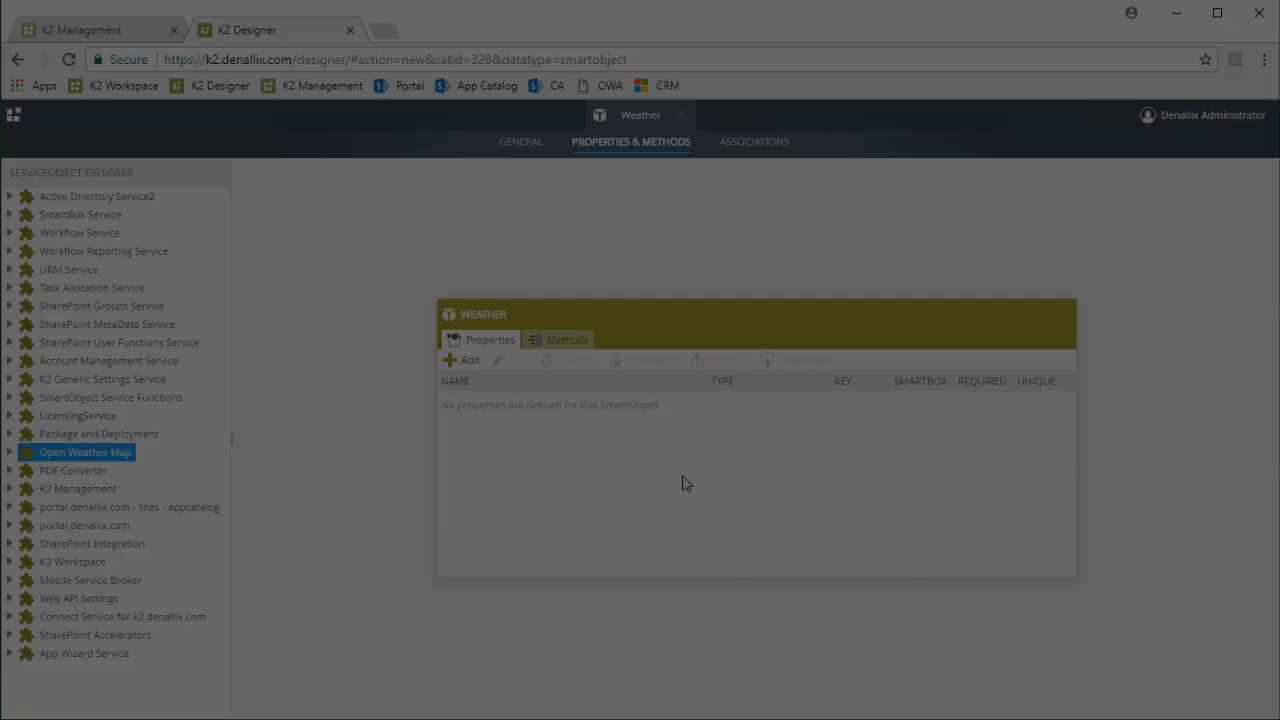 K2 Management
K2 Designer
Secure https://k2.denallix.com/designer/#action=new&catid=328&datatype=smartobject
Apps K2 Workspace K2 Designer K2 Management Portal App Catalog CA OWA CRM
Weather
Denallix Administrator
GENERAL PROPERTIES & METHODS ASSOCIATIONS
SERVICEOBJECT EXPLORER
Active Directory Service2
SmartBox Service
Workflow Service
Workflow Reporting Service
URM Service
Task Allocation Service
SharePoint Groups Service
SharePoint MetaData Service
SharePoint User Functions Service
Account Management Service
K2 Generic Settings Service
SmartObject Service Functions
LicensingService
Package and Deployment
Open Weather Map
PDF Converter
K2 Management
portal.denallix.com - sites - appcatalog
portal.denallix.com
SharePoint Integration
K2 Workspace
Mobile Service Broker
Web API Settings
Connect Service for k2.denallix.com
SharePoint Accelerators
App Wizard Service
WEATHER
Properties Methods
Add
NAME TYPE KEY SMARTBOX REQUIRED UNIQUE
No properties are defined for this SmartObject